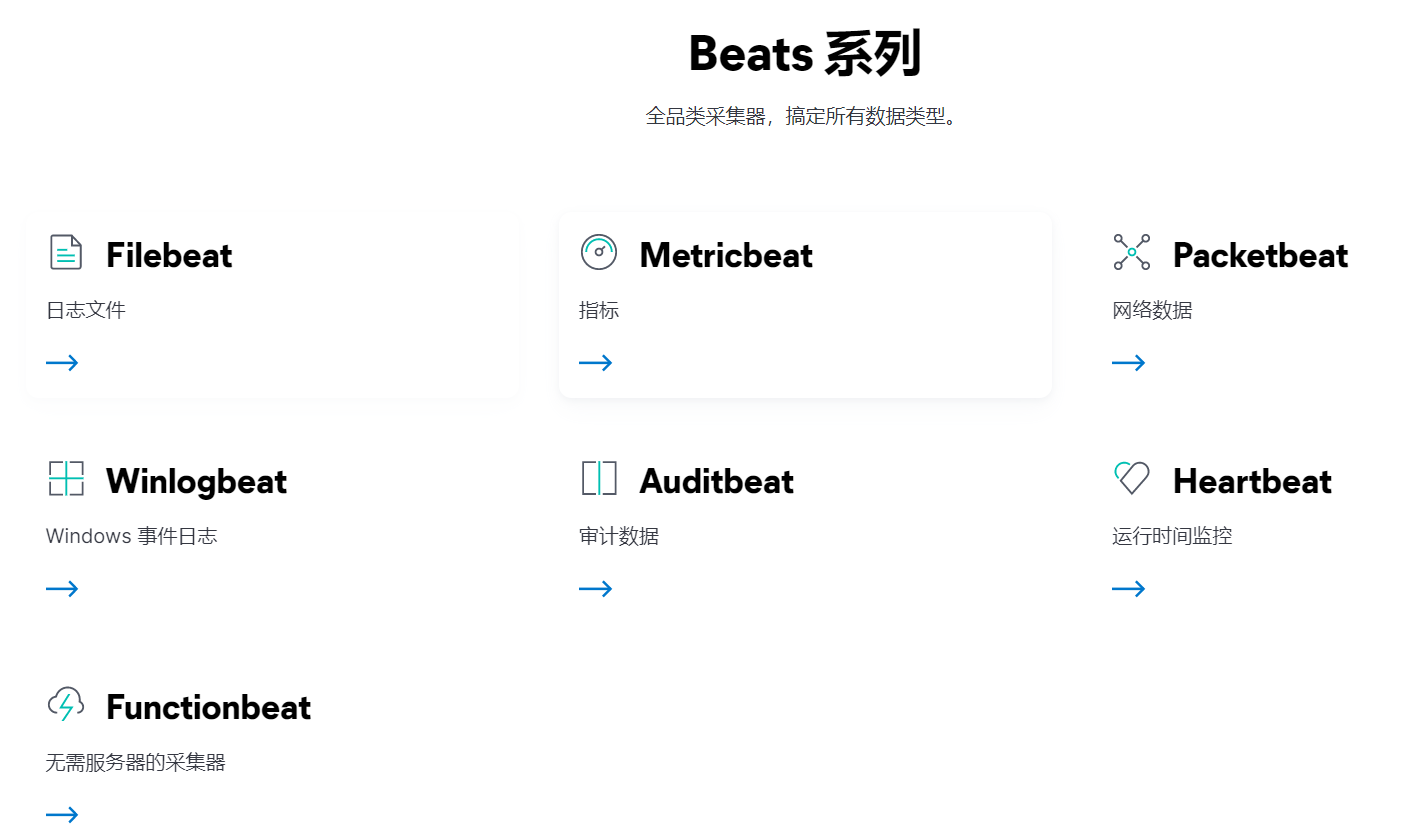 Beats 系列
全品类采集器，搞定所有数据类型。
Filebeat
日志文件
Metricbeat
指标
Packetbeat
网络数据
Winlogbeat
Windows 事件日志
Auditbeat
审计数据
Heartbeat
运行时间监控
Functionbeat
无需服务器的采集器